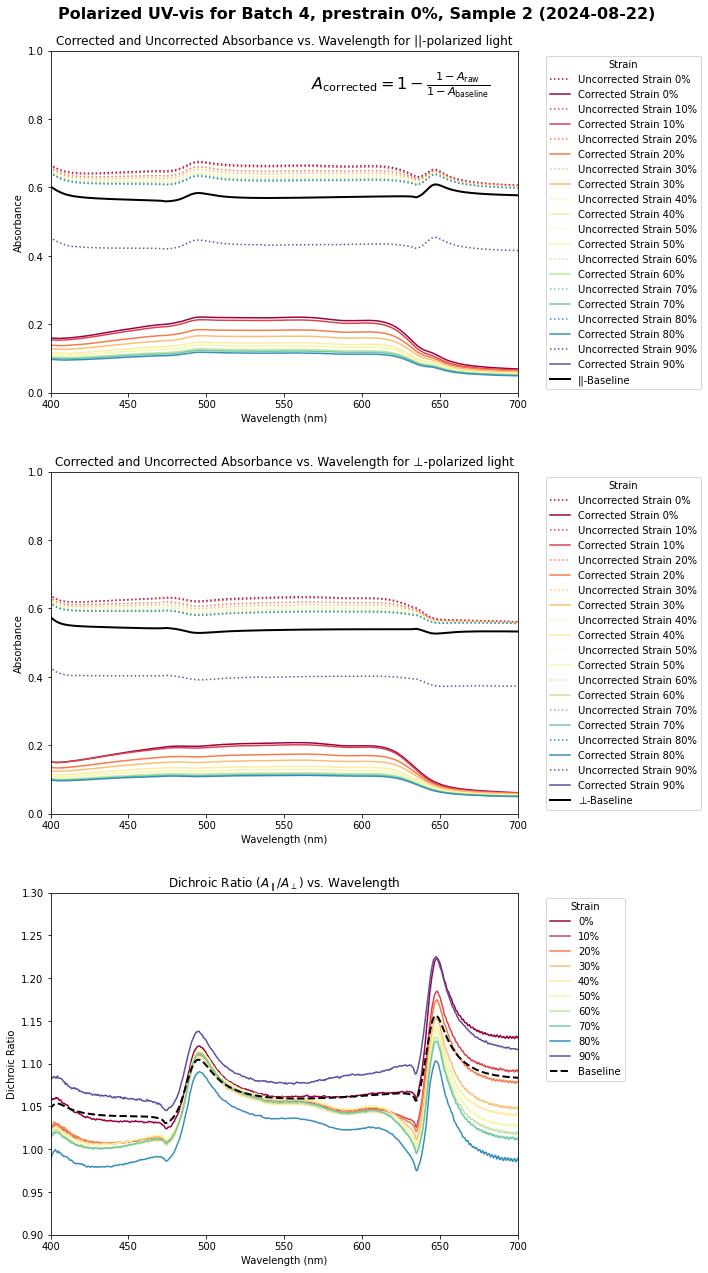 Polarized UV-vis for Batch 4, prestrain 0%, Sample 2 (2024-08-22)
Corrected and Uncorrected Absorbance vs. Wavelength for ||-polarized light
A_corrected = 1 − (1−A_raw)/(1−A_baseline)
1.0
0.8
0.6
0.4
0.2
0.0
Absorbance
400 450 500 550 600 650 700
Wavelength (nm)
Strain
Uncorrected Strain 0%
Corrected Strain 0%
Uncorrected Strain 10%
Corrected Strain 10%
Uncorrected Strain 20%
Corrected Strain 20%
Uncorrected Strain 30%
Corrected Strain 30%
Uncorrected Strain 40%
Corrected Strain 40%
Uncorrected Strain 50%
Corrected Strain 50%
Uncorrected Strain 60%
Corrected Strain 60%
Uncorrected Strain 70%
Corrected Strain 70%
Uncorrected Strain 80%
Corrected Strain 80%
Uncorrected Strain 90%
Corrected Strain 90%
||-Baseline
Corrected and Uncorrected Absorbance vs. Wavelength for ⊥-polarized light
1.0
0.8
0.6
0.4
0.2
0.0
Absorbance
400 450 500 550 600 650 700
Wavelength (nm)
Strain
Uncorrected Strain 0%
Corrected Strain 0%
Uncorrected Strain 10%
Corrected Strain 10%
Uncorrected Strain 20%
Corrected Strain 20%
Uncorrected Strain 30%
Corrected Strain 30%
Uncorrected Strain 40%
Corrected Strain 40%
Uncorrected Strain 50%
Corrected Strain 50%
Uncorrected Strain 60%
Corrected Strain 60%
Uncorrected Strain 70%
Corrected Strain 70%
Uncorrected Strain 80%
Corrected Strain 80%
Uncorrected Strain 90%
Corrected Strain 90%
⊥-Baseline
Dichroic Ratio (A∥/A⊥) vs. Wavelength
1.30
1.25
1.20
1.15
1.10
1.05
1.00
0.95
0.90
Dichroic Ratio
400 450 500 550 600 650 700
Wavelength (nm)
Strain
0%
10%
20%
30%
40%
50%
60%
70%
80%
90%
Baseline